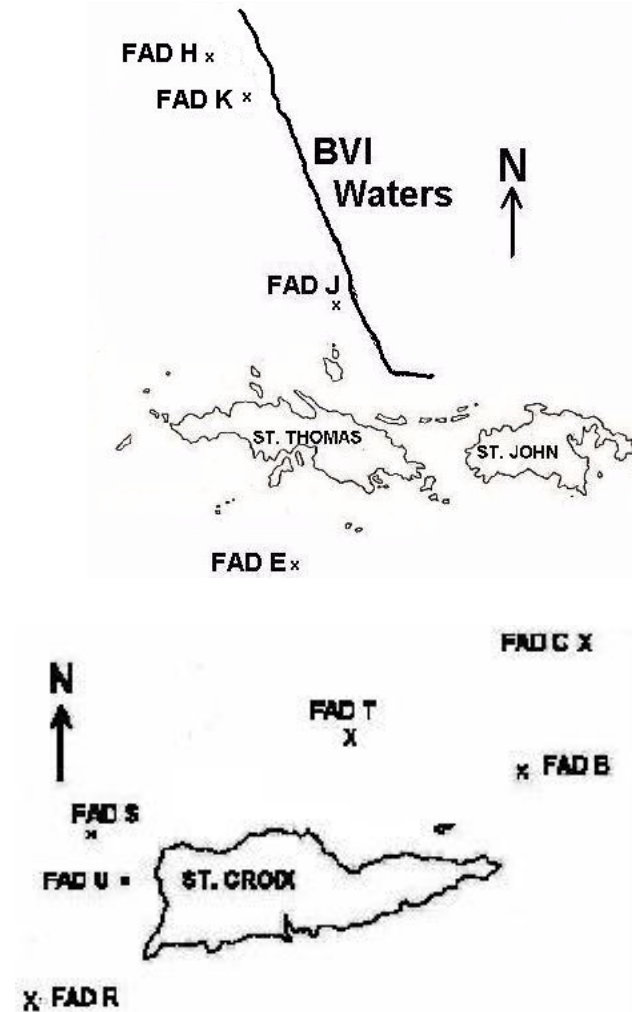 FAD H x
FAD K x
BVI
Waters
N
FAD J
x
ST. THOMAS
ST. JOHN
FAD E x
FAD C X
N
FAD T
X
x FAD B
FAD S
x
FAD U
ST. CROIX
X FAD R